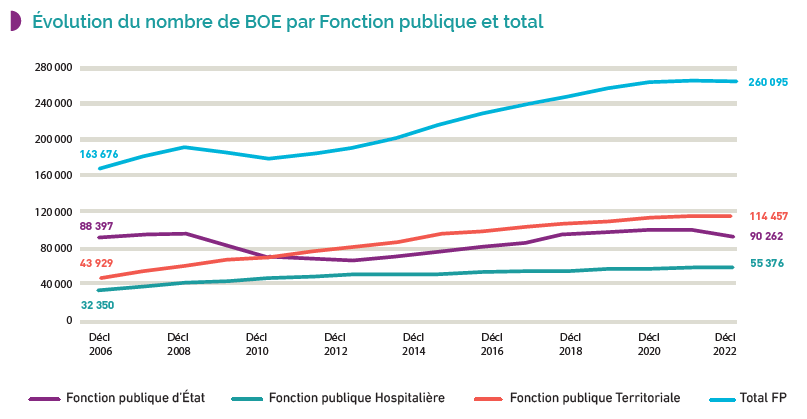 Évolution du nombre de BOE par Fonction publique et total
280 000
240 000
200 000
160 000
120 000
80 000
40 000
0
163 676
88 397
43 929
32 350
260 095
114 457
90 262
55 376
Décl 2006
Décl 2008
Décl 2010
Décl 2012
Décl 2014
Décl 2016
Décl 2018
Décl 2020
Décl 2022
Fonction publique d'État
Fonction publique Hospitalière
Fonction publique Territoriale
Total FP